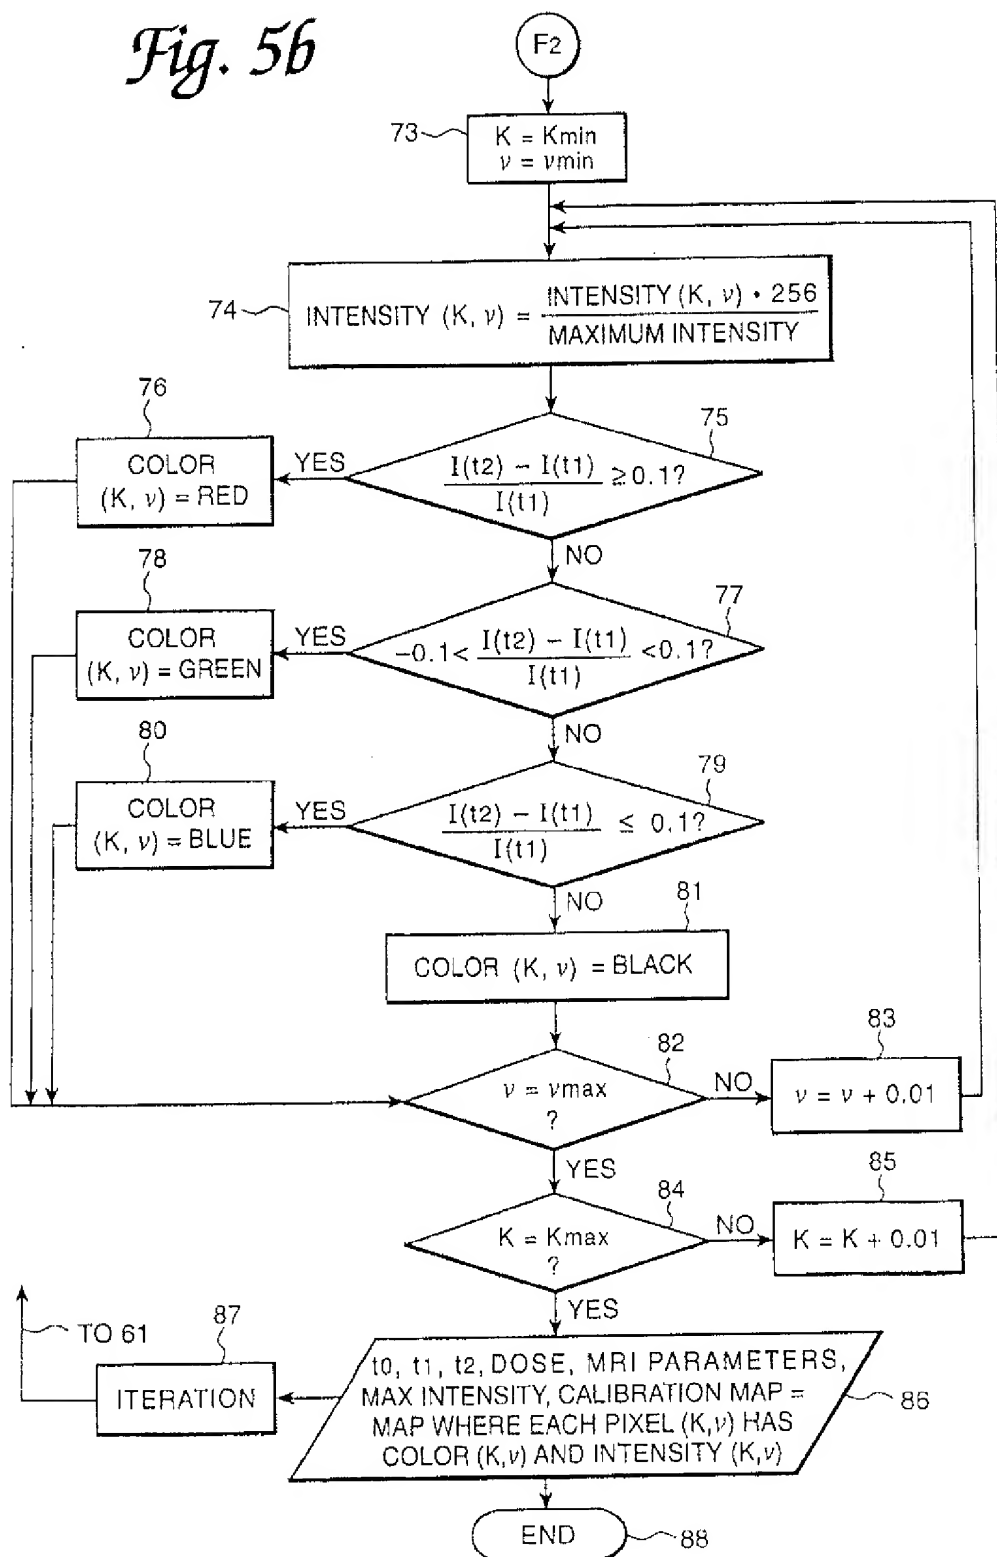 Fig. 5b
F2
73
K = Kmin
ν = νmin
74
INTENSITY (K, ν) = INTENSITY (K, ν) • 256
MAXIMUM INTENSITY
76
COLOR
(K, ν) = RED
YES
75
I(t2) – I(t1)
I(t1)
≥0.1?
NO
78
COLOR
(K, ν) = GREEN
YES
77
–0.1< I(t2) – I(t1) <0.1?
I(t1)
NO
80
COLOR
(K, ν) = BLUE
YES
79
I(t2) – I(t1)
I(t1)
≤ 0.1?
NO
81
COLOR (K, ν) = BLACK
82
ν = νmax
?
NO
83
ν = ν + 0.01
YES
84
K = Kmax
?
NO
85
K = K + 0.01
YES
TO 61
87
ITERATION
t0, t1, t2, DOSE, MRI PARAMETERS,
MAX INTENSITY, CALIBRATION MAP =
MAP WHERE EACH PIXEL (K,ν) HAS
COLOR (K,ν) AND INTENSITY (K,ν)
86
END
88